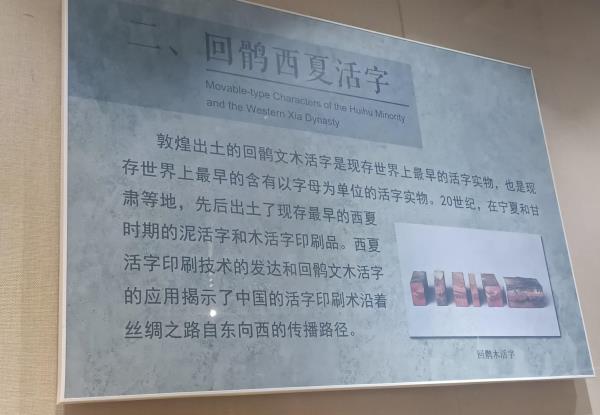 二、回鹘西夏活字
Movable-type Characters of the Huihu Minority
and the Western Xia Dynasty
敦煌出土的回鹘文木活字是现存世界上最早的活字实物，也是现
存世界上最早的含有以字母为单位的活字实物。20世纪，在宁夏和甘
肃等地，先后出土了现存最早的西夏
时期的泥活字和木活字印刷品。西夏
活字印刷技术的发达和回鹘文木活字
的应用揭示了中国的活字印刷术沿着
丝绸之路自东向西的传播路径。
回鹘木活字